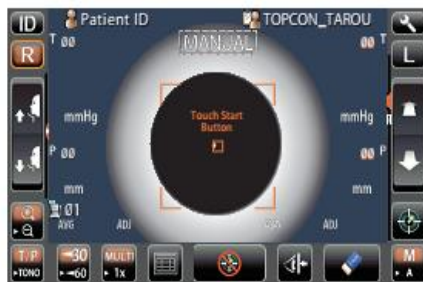 ID Patient ID TOPCON_TAROU
R T 00 MANUAL 00 T L
Touch Start
Button
mmHg mmHg
R
P 00 00 P
mm mm
01
AVG ADJ ADJ
T/P
▸TONO
30
▸60
MULTI
▸ 1x
M
▸ A